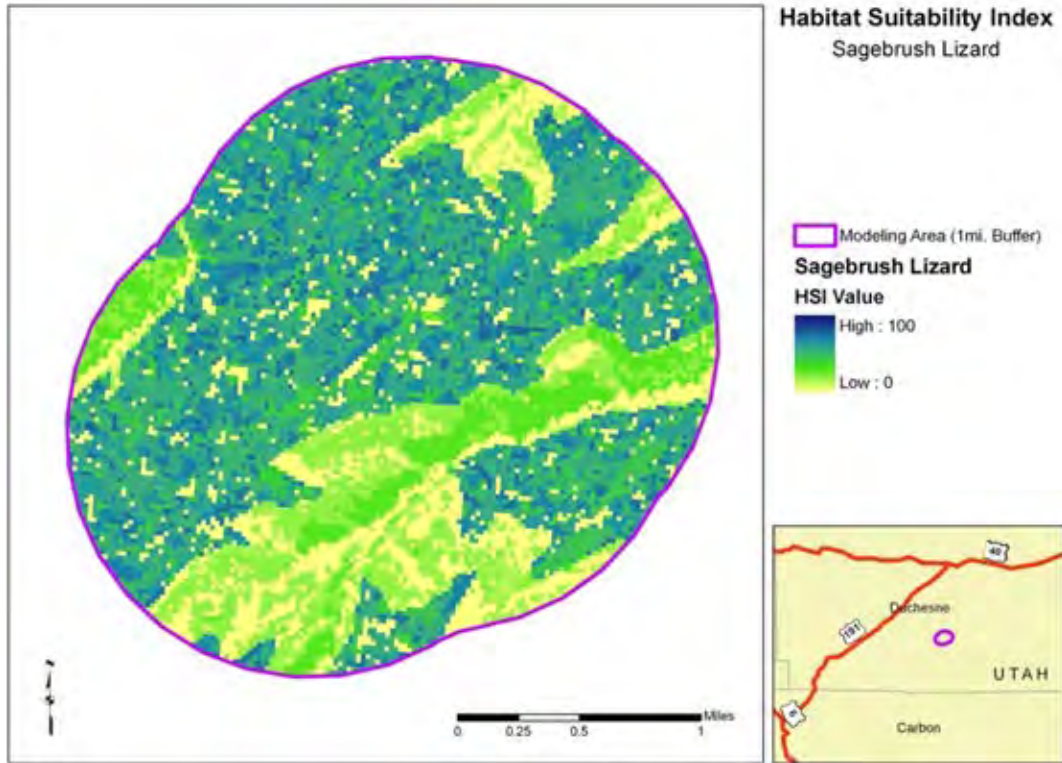 Habitat Suitability Index
Sagebrush Lizard
Modeling Area (1mi. Buffer)
Sagebrush Lizard
HSI Value
High : 100
Low : 0
Miles
0 0.25 0.5 1
40
Duchesne
191
UTAH
6
Carbon